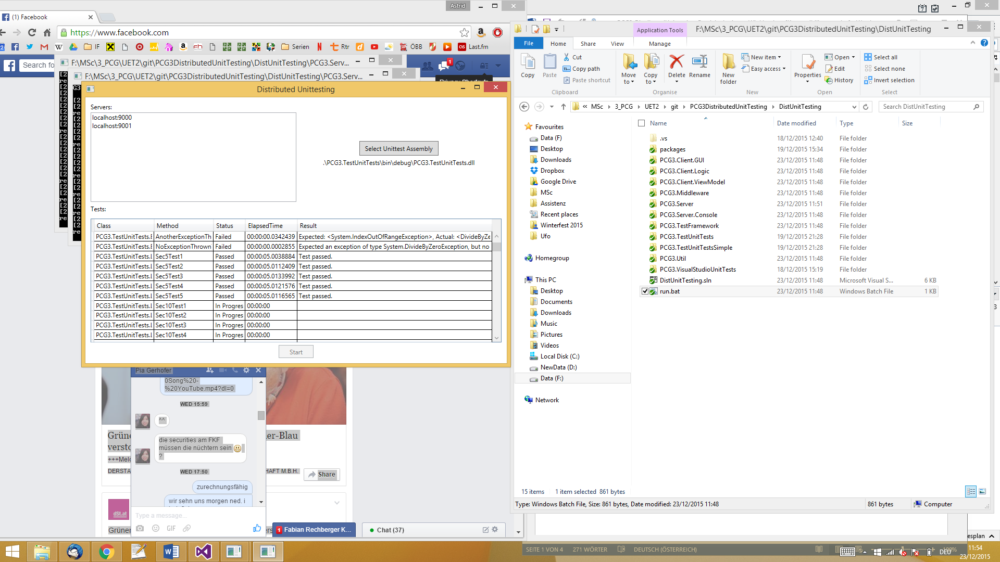 Astrid
(1) Facebook
https://www.facebook.com
IF
Serien
Rtr
ÖBB
Last.fm
Search fo
1
F:\MSc\3_PCG\UET2\git\PCG3DistributedUnitTesting\DistUnitTesting\PCG.Serv...
F:\MSc\3_PCG\UET2\git\PCG3DistributedUnitTesting\DistUnitTesting\PCG3.Serv...
Distributed Unittesting
Servers:
localhost:9000
localhost:9001
Select Unittest Assembly
.\PCG3.TestUnitTests\bin\debug\PCG3.TestUnitTests.dll
Tests:
Class Method Status ElapsedTime Result
PCG3.TestUnitTests.E AnotherExceptionTh Failed 00:00:00.0342439 Expected: <System.IndexOutOfRangeException>, Actual: <DivideByZe
PCG3.TestUnitTests.E NoExceptionThrown Failed 00:00:00.0002855 Expected an exception of type System.DivideByZeroException, but no
PCG3.TestUnitTests.L Sec5Test1 Passed 00:00:05.0038884 Test passed.
PCG3.TestUnitTests.L Sec5Test2 Passed 00:00:05.0112409 Test passed.
PCG3.TestUnitTests.L Sec5Test3 Passed 00:00:05.0133992 Test passed.
PCG3.TestUnitTests.L Sec5Test4 Passed 00:00:05.0121576 Test passed.
PCG3.TestUnitTests.L Sec5Test5 Passed 00:00:05.0116565 Test passed.
PCG3.TestUnitTests.L Sec10Test1 In Progres 00:00:00
PCG3.TestUnitTests.L Sec10Test2 In Progres 00:00:00
PCG3.TestUnitTests.L Sec10Test3 In Progres 00:00:00
PCG3.TestUnitTests.L Sec10Test4 In Progres 00:00:00
Start
Pia Gerhofer
0Song%20-
%20YouTube.mp4?dl=0
WED 15:59
^^
die securities am FKF
müssen die nüchtern sein
?
WED 17:50
zurechnungsfähig
wir sehn uns morgen ned. i
Type a message...
GIF
Grüne
er-Blau
versto
+++Meld
DERSTA
HAFT M.B.H.
Share
dSt.at
Grüner
1 Fabian Rechberger K...
Chat (37)
Application Tools
F:\MSc\3_PCG\UET2\git\PCG3DistributedUnitTesting\DistUnitTesting
File Home Share View Manage
Copy
Paste
Cut
Copy path
Paste shortcut
Clipboard
Move to
Copy to
Delete
Rename
Organise
New folder
New item
Easy access
New
Properties
Open
Edit
History
Open
Select all
Select none
Invert selection
Select
« MSc 3_PCG UET2 git PCG3DistributedUnitTesting DistUnitTesting
Search DistUnitTesting
Favourites
Data (F)
Desktop
Downloads
Dropbox
Google Drive
MSc
Assistenz
Recent places
Winterfest 2015
Ufo
Homegroup
This PC
Desktop
Documents
Downloads
Music
Pictures
Videos
Local Disk (C:)
NewData (D:)
Data (F:)
Network
Name Date modified Type Size
.vs 18/12/2015 12:40 File folder
packages 19/12/2015 15:34 File folder
PCG3.Client.GUI 23/12/2015 11:48 File folder
PCG3.Client.Logic 23/12/2015 11:48 File folder
PCG3.Client.ViewModel 23/12/2015 11:48 File folder
PCG3.Middleware 23/12/2015 11:48 File folder
PCG3.Server 23/12/2015 11:51 File folder
PCG3.Server.Console 23/12/2015 11:48 File folder
PCG3.TestFramework 23/12/2015 11:48 File folder
PCG3.TestUnitTests 19/12/2015 21:28 File folder
PCG3.TestUnitTestsSimple 19/12/2015 21:28 File folder
PCG3.Util 23/12/2015 11:48 File folder
PCG3.VisualStudioUnitTests 18/12/2015 15:19 File folder
DistUnitTesting.sln 23/12/2015 11:48 Microsoft Visual S... 6 KB
run.bat 23/12/2015 11:48 Windows Batch File 1 KB
15 items 1 item selected 861 bytes
Type: Windows Batch File, Size: 861 bytes, Date modified: 23/12/2015 11:48
861 bytes
Computer
esplan
SEITE 1 VON 4 271 WÖRTER DEUTSCH (ÖSTERREICH)
100%
DEU
11:54
23/12/2015